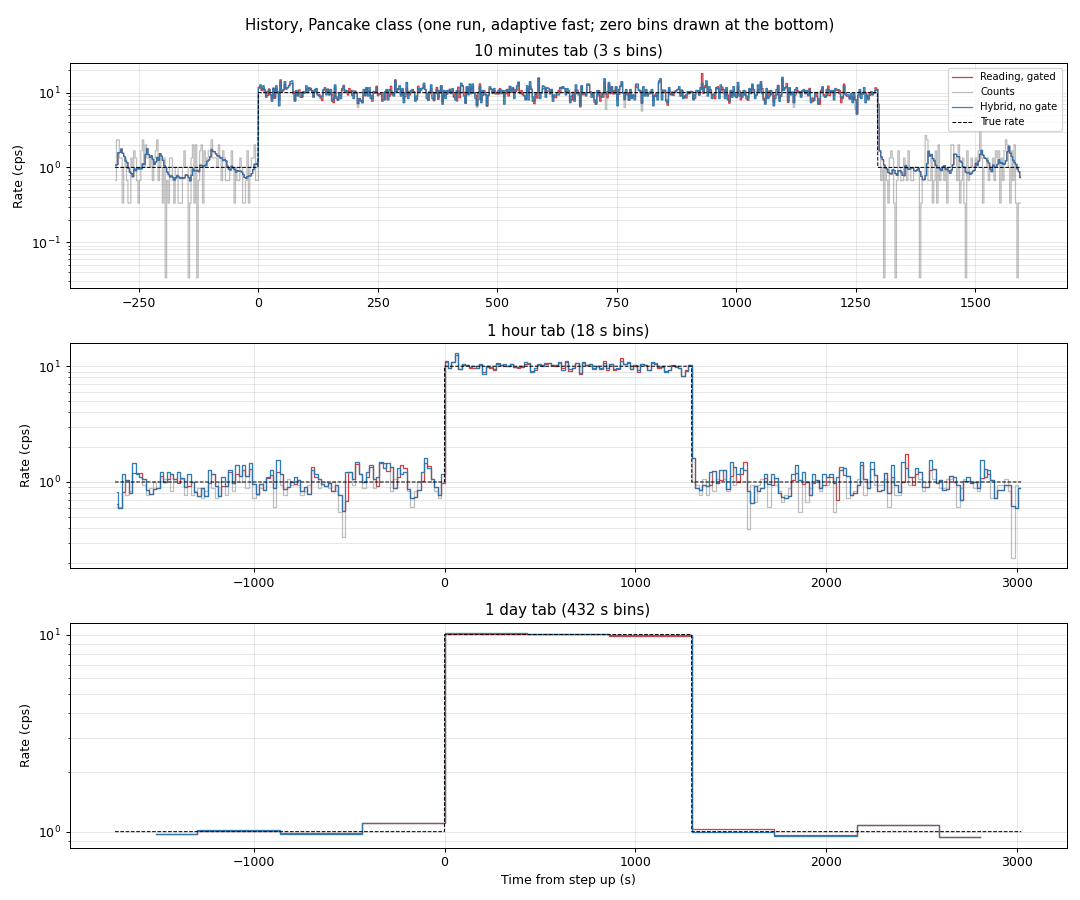 History, Pancake class (one run, adaptive fast; zero bins drawn at the bottom)
10 minutes tab (3 s bins)
Rate (cps)
10¹
10⁰
10⁻¹
Reading, gated
Counts
Hybrid, no gate
True rate
−250 0 250 500 750 1000 1250 1500
1 hour tab (18 s bins)
Rate (cps)
10¹
10⁰
−1000 0 1000 2000 3000
1 day tab (432 s bins)
Rate (cps)
10¹
10⁰
−1000 0 1000 2000 3000
Time from step up (s)